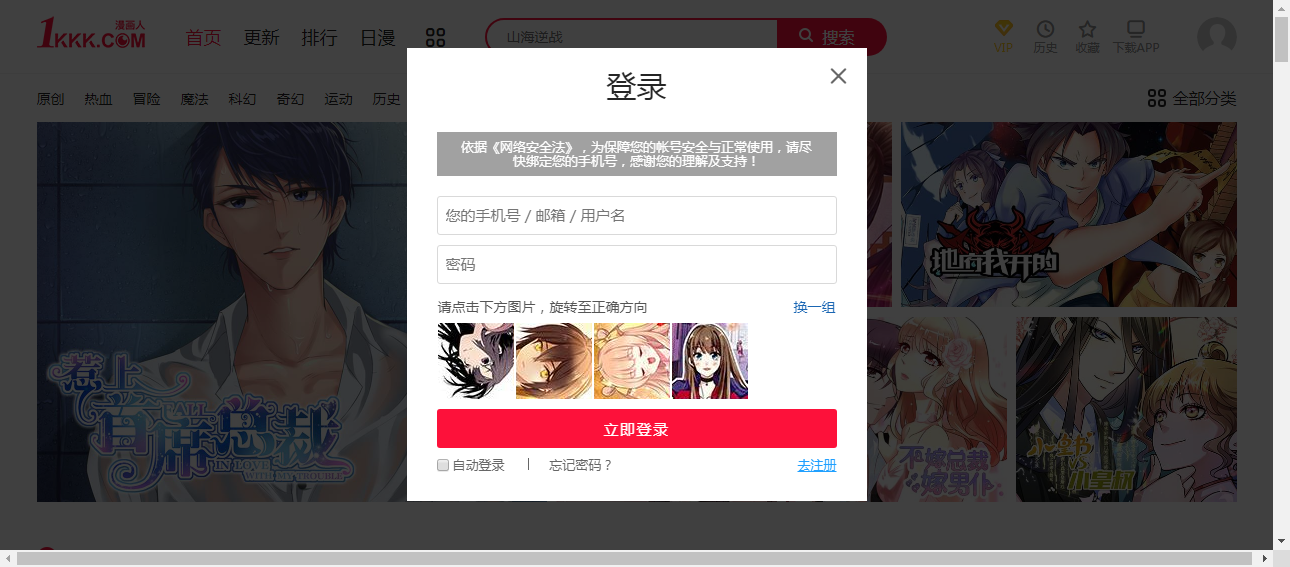 漫画人
1KKK.COM
首页 更新 排行 日漫
山海逆战
搜索
VIP 历史 收藏 下载APP
原创 热血 冒险 魔法 科幻 奇幻 运动 历史
全部分类
登录
依据《网络安全法》，为保障您的帐号安全与正常使用，请尽
快绑定您的手机号，感谢您的理解及支持！
您的手机号 / 邮箱 / 用户名
密码
请点击下方图片，旋转至正确方向 换一组
立即登录
自动登录 | 忘记密码？ 去注册
惹上
首席总裁
FALL
IN LOVE
WITH MY TROUBLE
地府我开的
不嫁总裁
嫁男仆
小皇书
VS
小皇叔